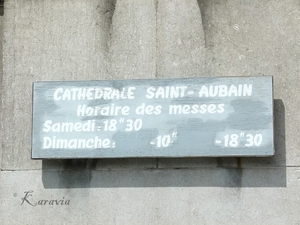 CATHEDRALE SAINT-AUBAIN
Horaire des messes
Samedi-18"30
Dimanche: -10" -18"30
© Karavia